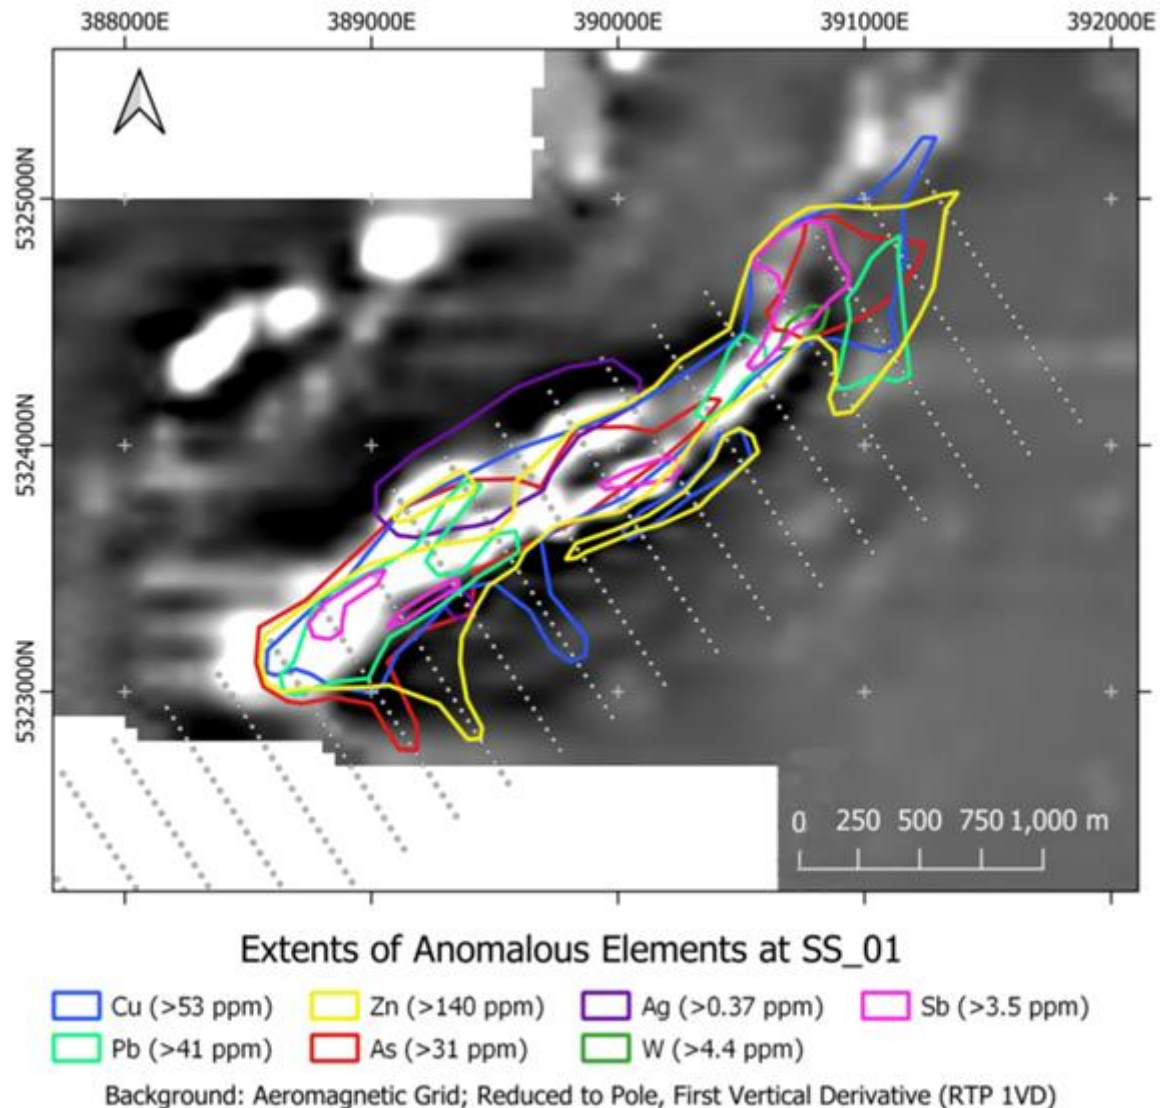 388000E 389000E 390000E 391000E 392000E
5325000N
5324000N
5323000N
0 250 500 750 1,000 m
Extents of Anomalous Elements at SS_01
Cu (>53 ppm) Zn (>140 ppm) Ag (>0.37 ppm) Sb (>3.5 ppm)
Pb (>41 ppm) As (>31 ppm) W (>4.4 ppm)
Background: Aeromagnetic Grid; Reduced to Pole, First Vertical Derivative (RTP 1VD)